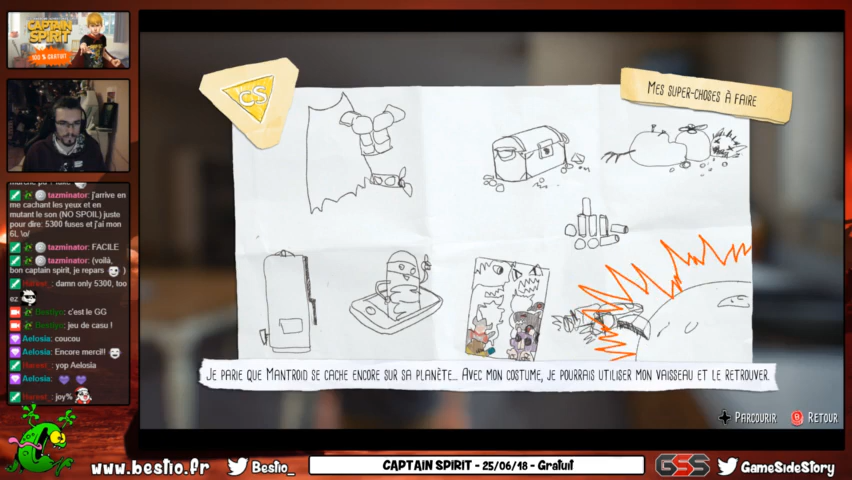 CAPTAIN
SPIRIT
100 % GRATUIT
CS
MES SUPER-CHOSES À FAIRE
tazminator: j'arrive en
me cachant les yeux et en
mutant le son (NO SPOIL) juste
pour dire: 5300 fuses et j'ai mon
6L \o/
tazminator: FACILE
tazminator: (voilà,
bon captain spirit, je repars )
: damn only 5300, too
ez
Bestiyc: c'est le GG
Bestiyc: jeu de casu !
Aelosia: coucou
Aelosia: Encore merci!!
: yop Aelosia
Aelosia:
: joy%
JE PARIE QUE MANTROID SE CACHE ENCORE SUR SA PLANÈTE... AVEC MON COSTUME, JE POURRAIS UTILISER MON VAISSEAU ET LE RETROUVER.
PARCOURIR
RETOUR
www.bestio.fr
Bestio_
CAPTAIN SPIRIT - 25/06/18 - Gratuit
GSS
GameSideStory